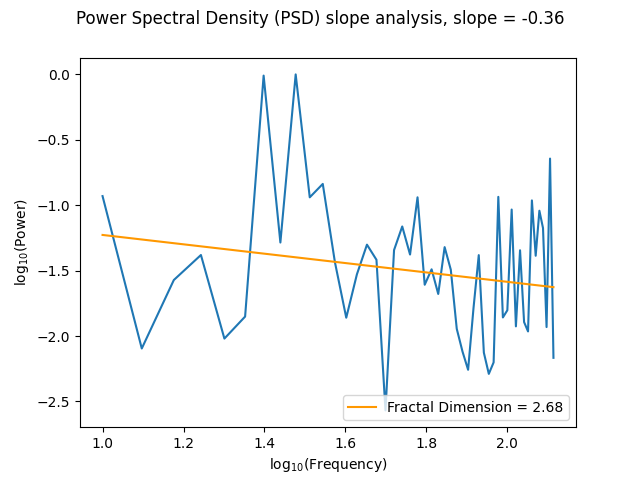 Power Spectral Density (PSD) slope analysis, slope = -0.36
0.0
−0.5
−1.0
−1.5
−2.0
−2.5
log₁₀(Power)
Fractal Dimension = 2.68
1.0 1.2 1.4 1.6 1.8 2.0
log₁₀(Frequency)